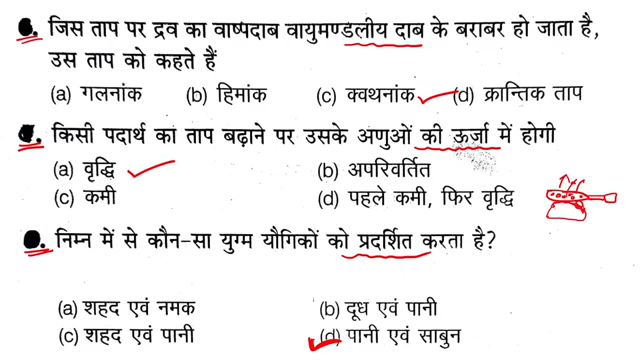 जिस ताप पर द्रव का वाष्पदाब वायुमण्डलीय दाब के बराबर हो जाता है,
उस ताप को कहते हैं
(a) गलनांक (b) हिमांक (c) क्वथनांक (d) क्रान्तिक ताप
किसी पदार्थ का ताप बढ़ाने पर उसके अणुओं की ऊर्जा में होगी
(a) वृद्धि (b) अपरिवर्तित
(c) कमी (d) पहले कमी, फिर वृद्धि
निम्न में से कौन-सा युग्म यौगिकों को प्रदर्शित करता है?
(a) शहद एवं नमक (b) दूध एवं पानी
(c) शहद एवं पानी (d) पानी एवं साबुन